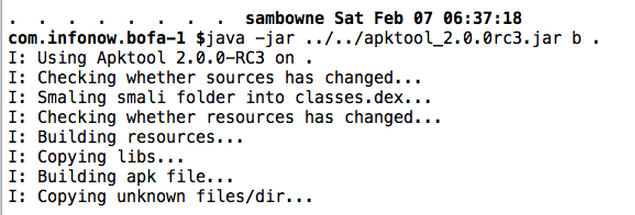 . . . . . . . . sambowne Sat Feb 07 06:37:18
com.infonow.bofa-1 $java -jar ../../apktool_2.0.0rc3.jar b .
I: Using Apktool 2.0.0-RC3 on .
I: Checking whether sources has changed...
I: Smaling smali folder into classes.dex...
I: Checking whether resources has changed...
I: Building resources...
I: Copying libs...
I: Building apk file...
I: Copying unknown files/dir...